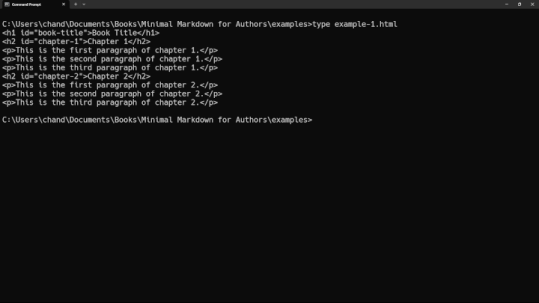 Command Prompt
C:\Users\chand\Documents\Books\Minimal Markdown for Authors\examples>type example-1.html
<h1 id="book-title">Book Title</h1>
<h2 id="chapter-1">Chapter 1</h2>
<p>This is the first paragraph of chapter 1.</p>
<p>This is the second paragraph of chapter 1.</p>
<p>This is the third paragraph of chapter 1.</p>
<h2 id="chapter-2">Chapter 2</h2>
<p>This is the first paragraph of chapter 2.</p>
<p>This is the second paragraph of chapter 2.</p>
<p>This is the third paragraph of chapter 2.</p>
C:\Users\chand\Documents\Books\Minimal Markdown for Authors\examples>